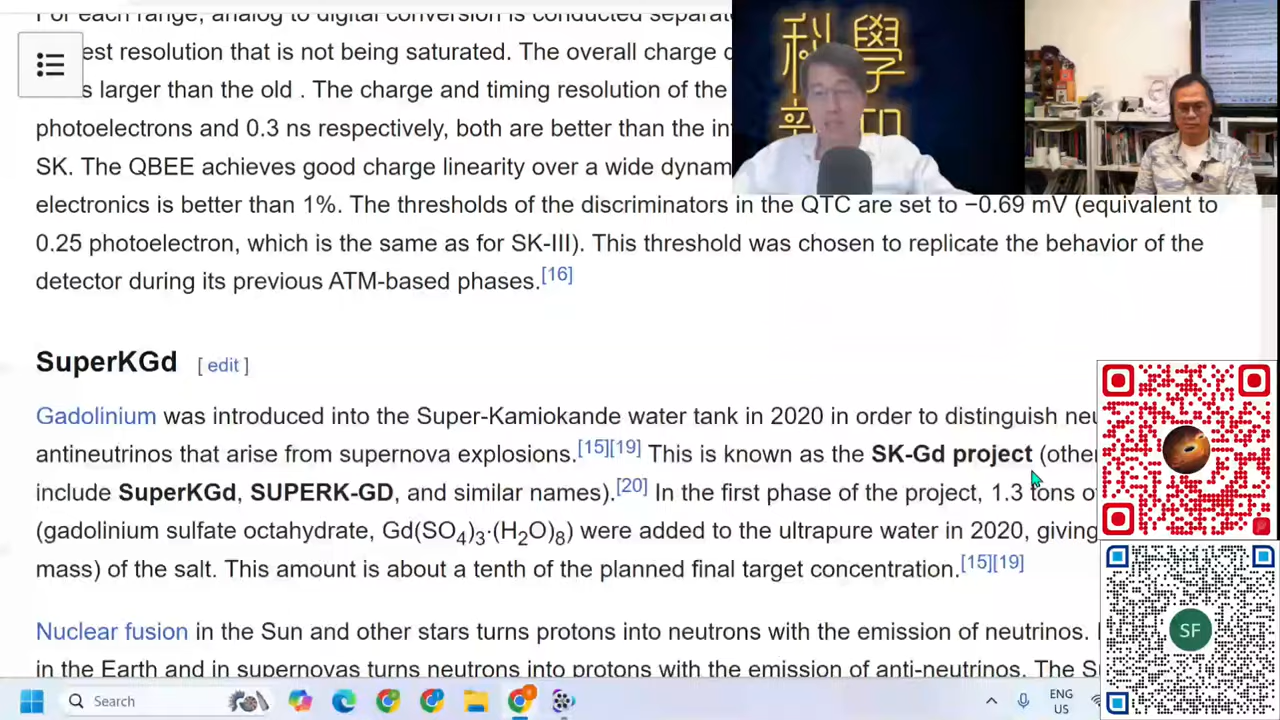 For each range, analog to digital conversion is conducted separat
est resolution that is not being saturated. The overall charge
s larger than the old . The charge and timing resolution of the
photoelectrons and 0.3 ns respectively, both are better than the in
SK. The QBEE achieves good charge linearity over a wide dynam
electronics is better than 1%. The thresholds of the discriminators in the QTC are set to −0.69 mV (equivalent to
0.25 photoelectron, which is the same as for SK-III). This threshold was chosen to replicate the behavior of the
detector during its previous ATM-based phases.[16]
科學
SuperKGd [ edit ]
Gadolinium was introduced into the Super-Kamiokande water tank in 2020 in order to distinguish neu
antineutrinos that arise from supernova explosions.[15][19] This is known as the SK-Gd project (other
include SuperKGd, SUPERK-GD, and similar names).[20] In the first phase of the project, 1.3 tons o
(gadolinium sulfate octahydrate, Gd(SO4)3·(H2O)8) were added to the ultrapure water in 2020, giving
mass) of the salt. This amount is about a tenth of the planned final target concentration.[15][19]
Nuclear fusion in the Sun and other stars turns protons into neutrons with the emission of neutrinos.
in the Earth and in supernovas turns neutrons into protons with the emission of anti-neutrinos. The S
SF
Search
ENG
US